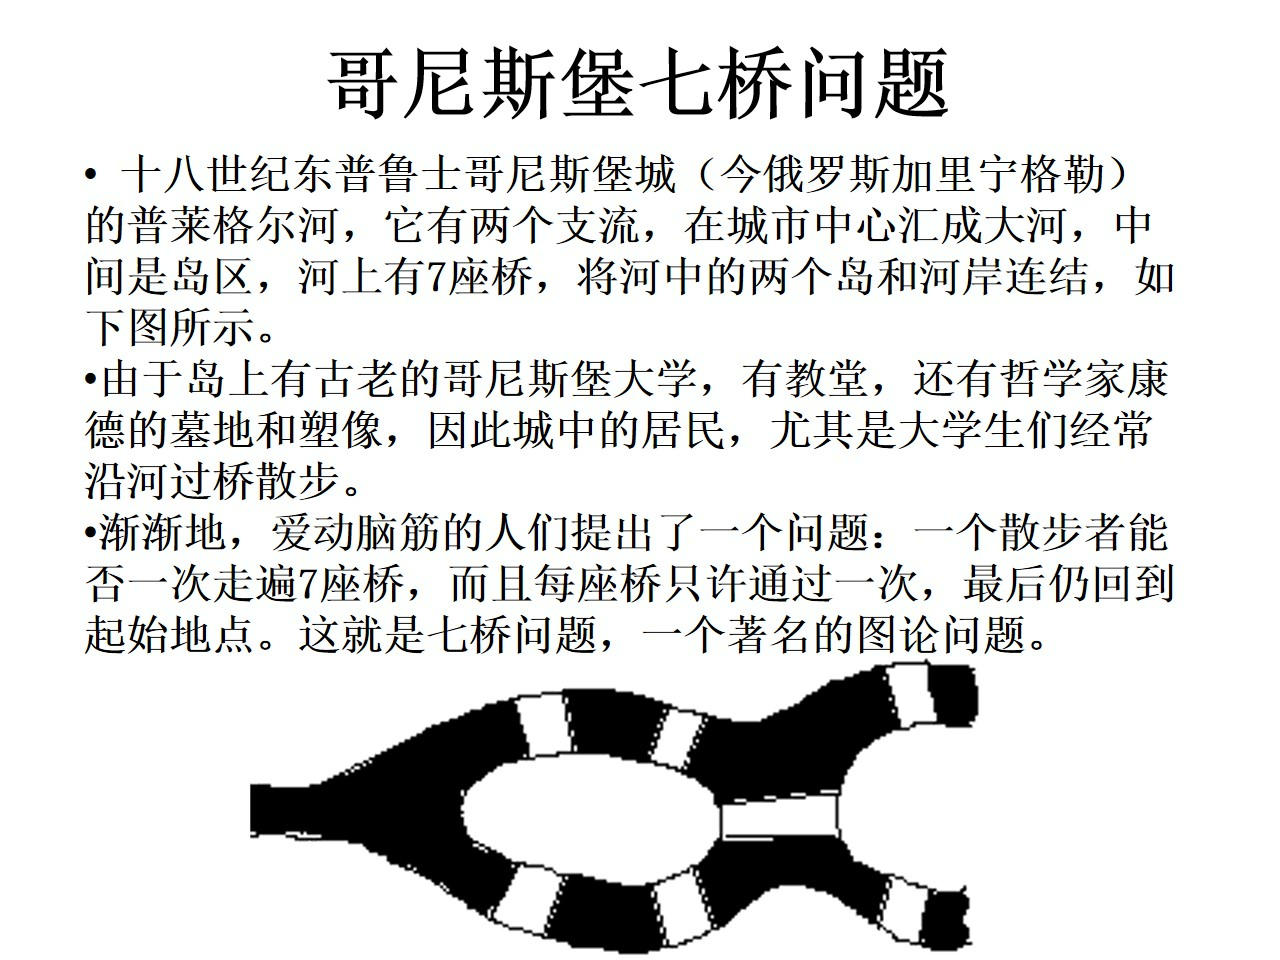 哥尼斯堡七桥问题
• 十八世纪东普鲁士哥尼斯堡城（今俄罗斯加里宁格勒）
的普莱格尔河，它有两个支流，在城市中心汇成大河，中
间是岛区，河上有7座桥，将河中的两个岛和河岸连结，如
下图所示。
•由于岛上有古老的哥尼斯堡大学，有教堂，还有哲学家康
德的墓地和塑像，因此城中的居民，尤其是大学生们经常
沿河过桥散步。
•渐渐地，爱动脑筋的人们提出了一个问题：一个散步者能
否一次走遍7座桥，而且每座桥只许通过一次，最后仍回到
起始地点。这就是七桥问题，一个著名的图论问题。